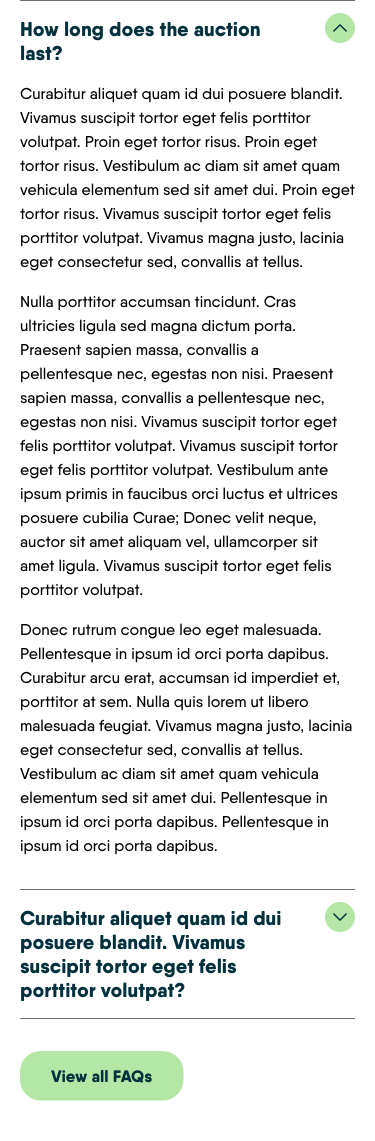 How long does the auction
last?
Curabitur aliquet quam id dui posuere blandit.
Vivamus suscipit tortor eget felis porttitor
volutpat. Proin eget tortor risus. Proin eget
tortor risus. Vestibulum ac diam sit amet quam
vehicula elementum sed sit amet dui. Proin eget
tortor risus. Vivamus suscipit tortor eget felis
porttitor volutpat. Vivamus magna justo, lacinia
eget consectetur sed, convallis at tellus.
Nulla porttitor accumsan tincidunt. Cras
ultricies ligula sed magna dictum porta.
Praesent sapien massa, convallis a
pellentesque nec, egestas non nisi. Praesent
sapien massa, convallis a pellentesque nec,
egestas non nisi. Vivamus suscipit tortor eget
felis porttitor volutpat. Vivamus suscipit tortor
eget felis porttitor volutpat. Vestibulum ante
ipsum primis in faucibus orci luctus et ultrices
posuere cubilia Curae; Donec velit neque,
auctor sit amet aliquam vel, ullamcorper sit
amet ligula. Vivamus suscipit tortor eget felis
porttitor volutpat.
Donec rutrum congue leo eget malesuada.
Pellentesque in ipsum id orci porta dapibus.
Curabitur arcu erat, accumsan id imperdiet et,
porttitor at sem. Nulla quis lorem ut libero
malesuada feugiat. Vivamus magna justo, lacinia
eget consectetur sed, convallis at tellus.
Vestibulum ac diam sit amet quam vehicula
elementum sed sit amet dui. Pellentesque in
ipsum id orci porta dapibus. Pellentesque in
ipsum id orci porta dapibus.
Curabitur aliquet quam id dui
posuere blandit. Vivamus
suscipit tortor eget felis
porttitor volutpat?
View all FAQs